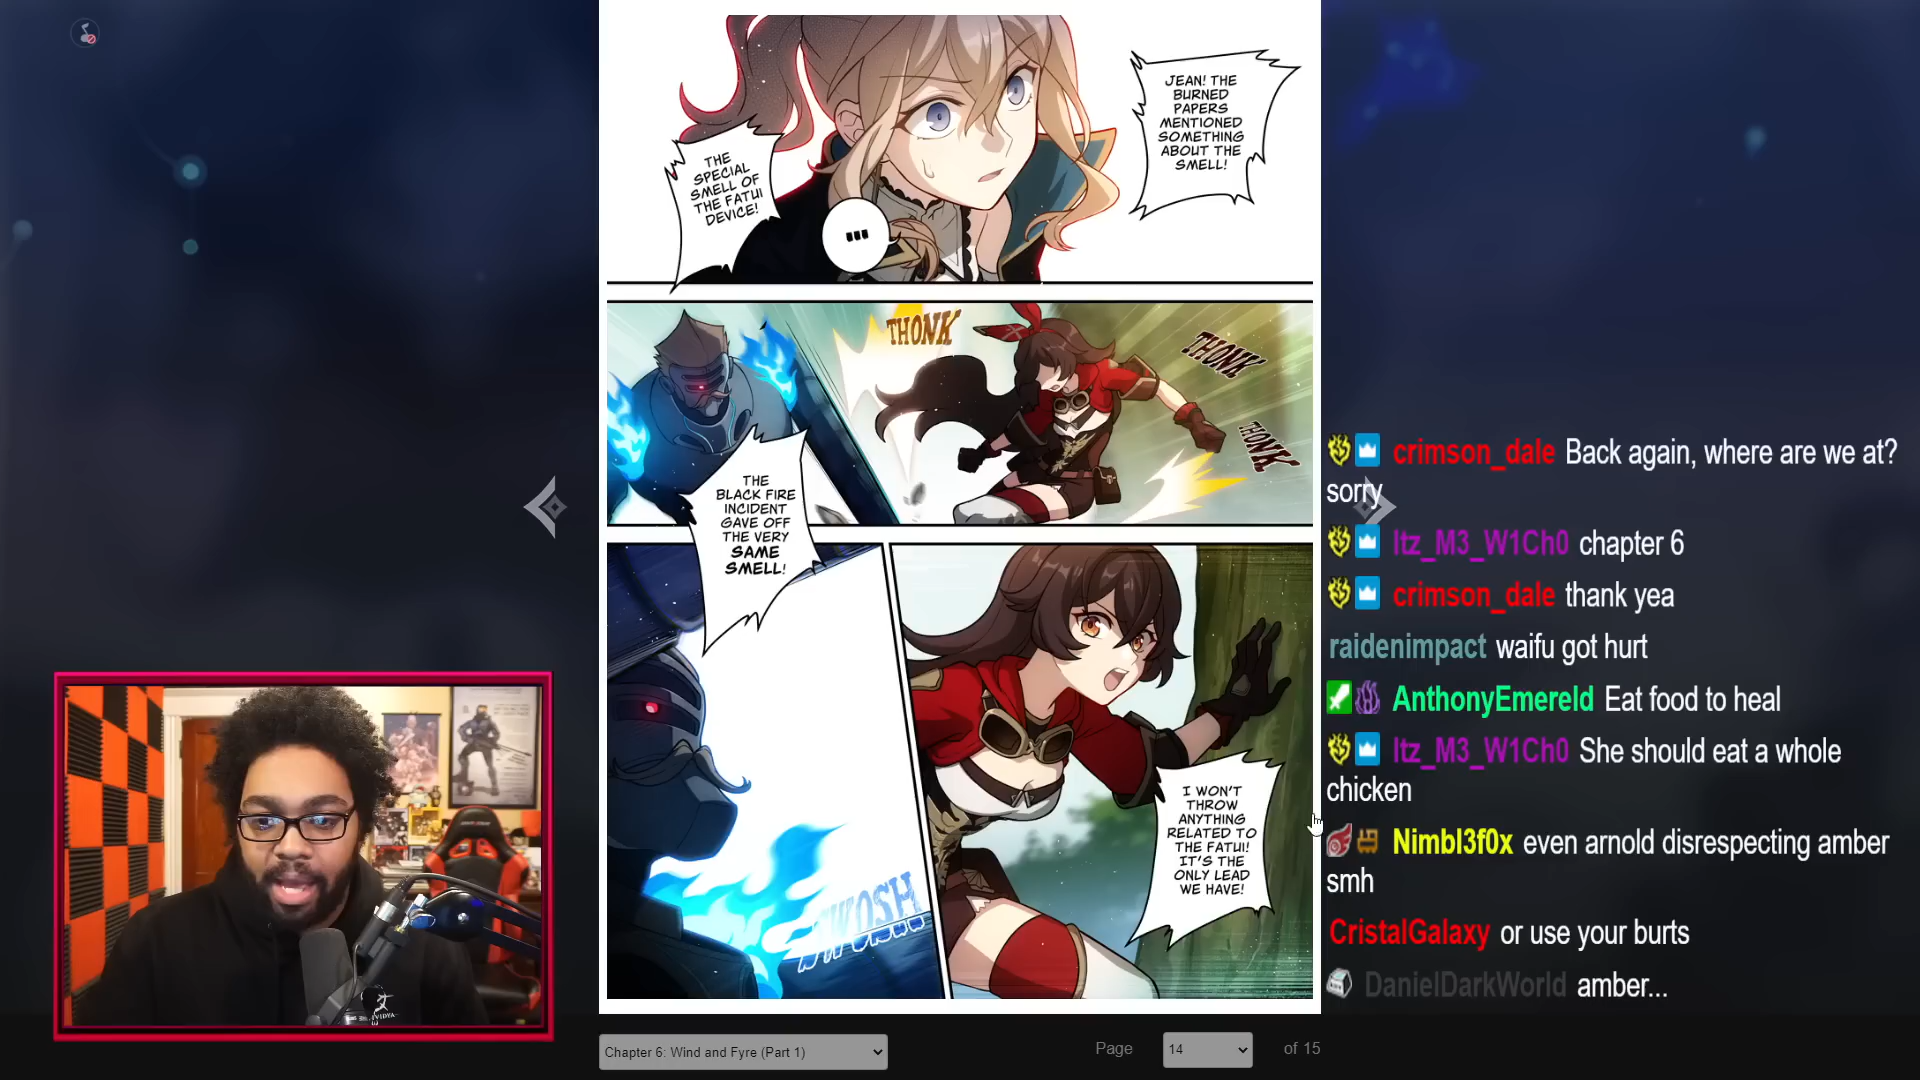 JEAN! THE
BURNED
PAPERS
MENTIONED
SOMETHING
ABOUT THE
SMELL!
THE
SPECIAL
SMELL OF
THE FATUI
DEVICE!
...
THONK
THONK
THONK
THE
BLACK FIRE
INCIDENT
GAVE OFF
THE VERY
SAME
SMELL!
SWOSH
I WON'T
THROW
ANYTHING
RELATED TO
THE FATUI!
IT'S THE
ONLY LEAD
WE HAVE!
Chapter 6: Wind and Fyre (Part 1)
Page 14 of 15
crimson_dale Back again, where are we at?
sorry
Itz_M3_W1Ch0 chapter 6
crimson_dale thank yea
raidenimpact waifu got hurt
AnthonyEmereld Eat food to heal
Itz_M3_W1Ch0 She should eat a whole
chicken
Nimbl3f0x even arnold disrespecting amber
smh
CristalGalaxy or use your burts
DanielDarkWorld amber...